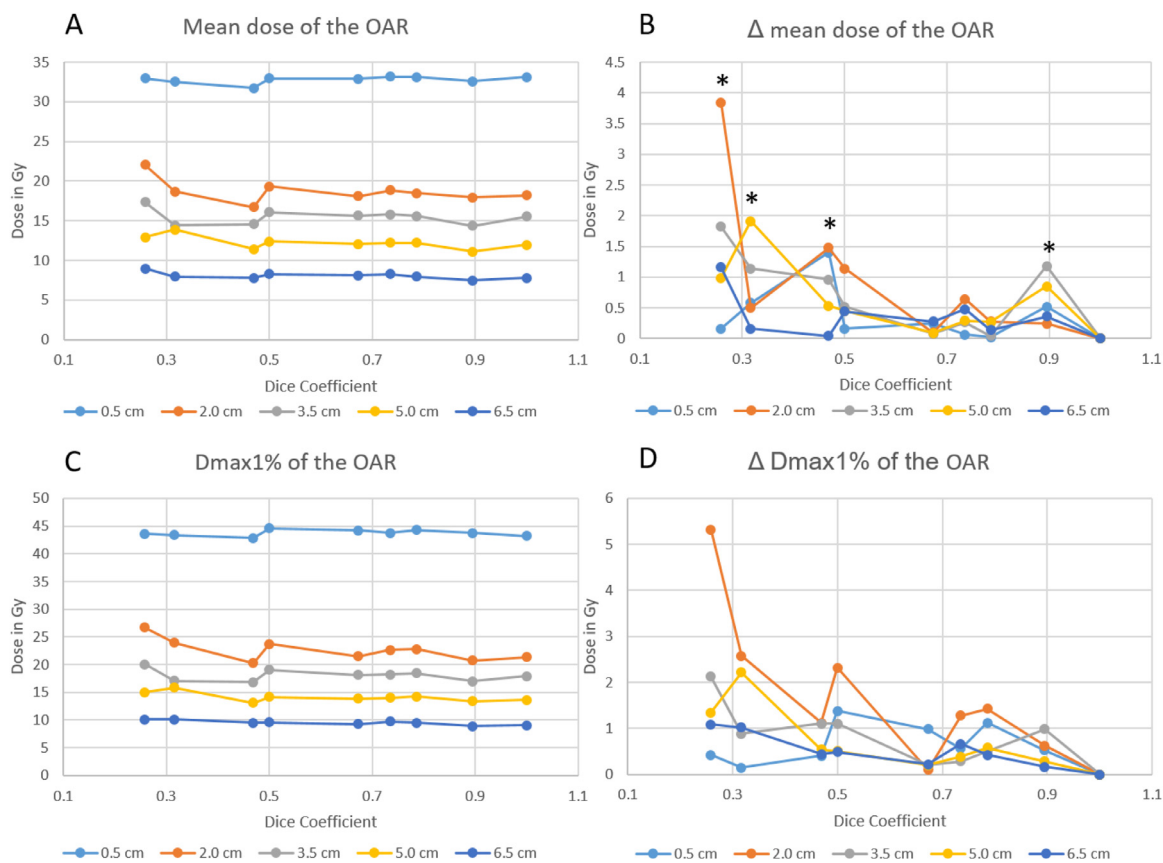 A
Mean dose of the OAR
35
30
25
20
15
10
5
0
Dose in Gy
0.1 0.3 0.5 0.7 0.9 1.1
Dice Coefficient
0.5 cm 2.0 cm 3.5 cm 5.0 cm 6.5 cm
B
Δ mean dose of the OAR
4.5
4
3.5
3
2.5
2
1.5
1
0.5
0
Dose in Gy
* * * *
0.1 0.3 0.5 0.7 0.9 1.1
Dice Coefficient
0.5 cm 2.0 cm 3.5 cm 5.0 cm 6.5 cm
C
Dmax1% of the OAR
50
45
40
35
30
25
20
15
10
5
0
Dose in Gy
0.1 0.3 0.5 0.7 0.9 1.1
Dice Coefficient
0.5 cm 2.0 cm 3.5 cm 5.0 cm 6.5 cm
D
Δ Dmax1% of the OAR
6
5
4
3
2
1
0
Dose in Gy
0.1 0.3 0.5 0.7 0.9 1.1
Dice Coefficient
0.5 cm 2.0 cm 3.5 cm 5.0 cm 6.5 cm